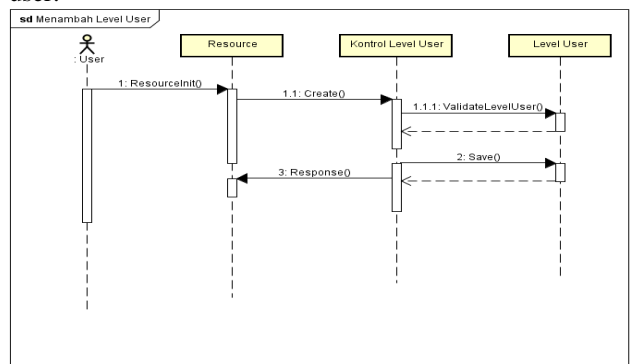 user.
sd Menambah Level User
Resource
Kontrol Level User
Level User
: User
1: ResourceInit()
1.1: Create()
1.1.1: ValidateLevelUser()
2: Save()
3: Response()